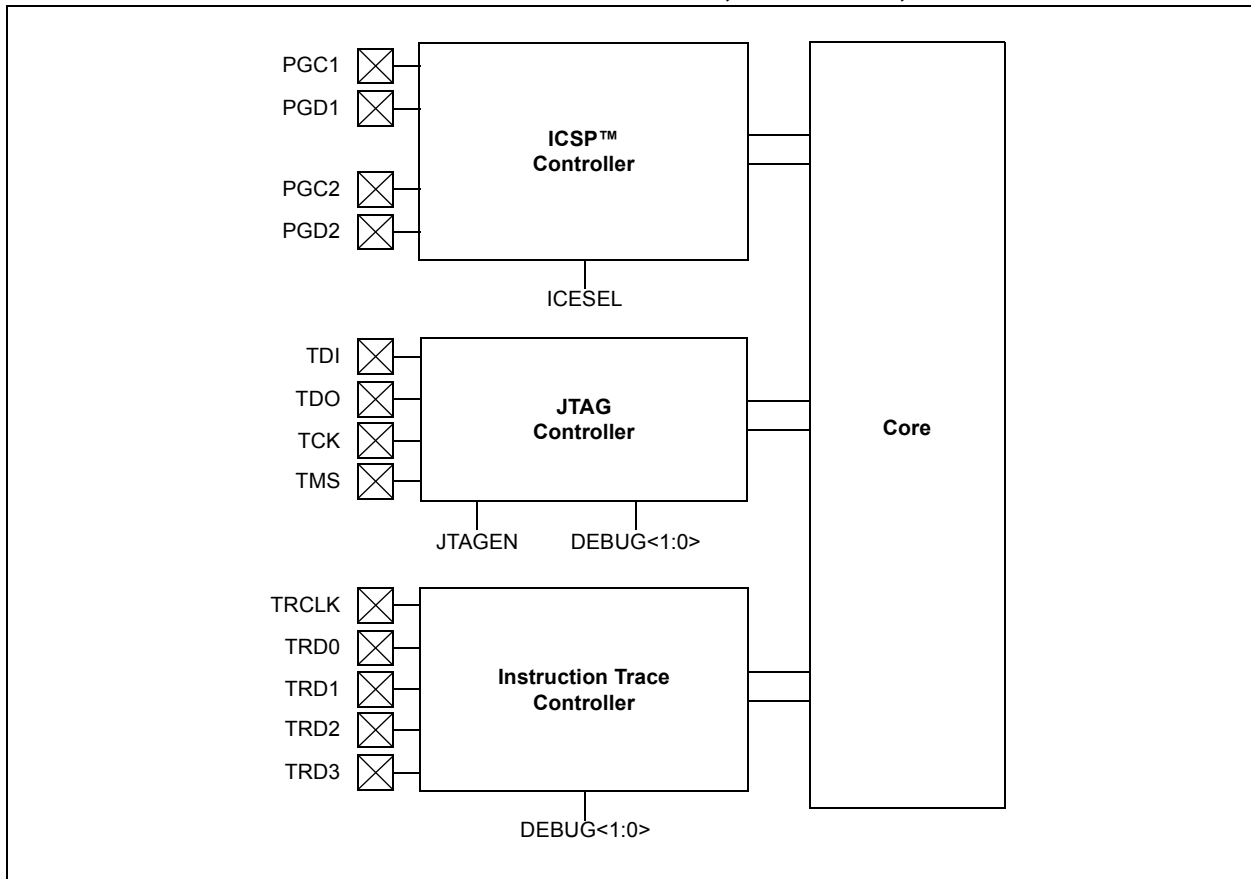 PGC1
PGD1
PGC2
PGD2
ICSP™
Controller
ICESEL
TDI
TDO
TCK
TMS
JTAG
Controller
JTAGEN DEBUG<1:0>
Core
TRCLK
TRD0
TRD1
TRD2
TRD3
Instruction Trace
Controller
DEBUG<1:0>